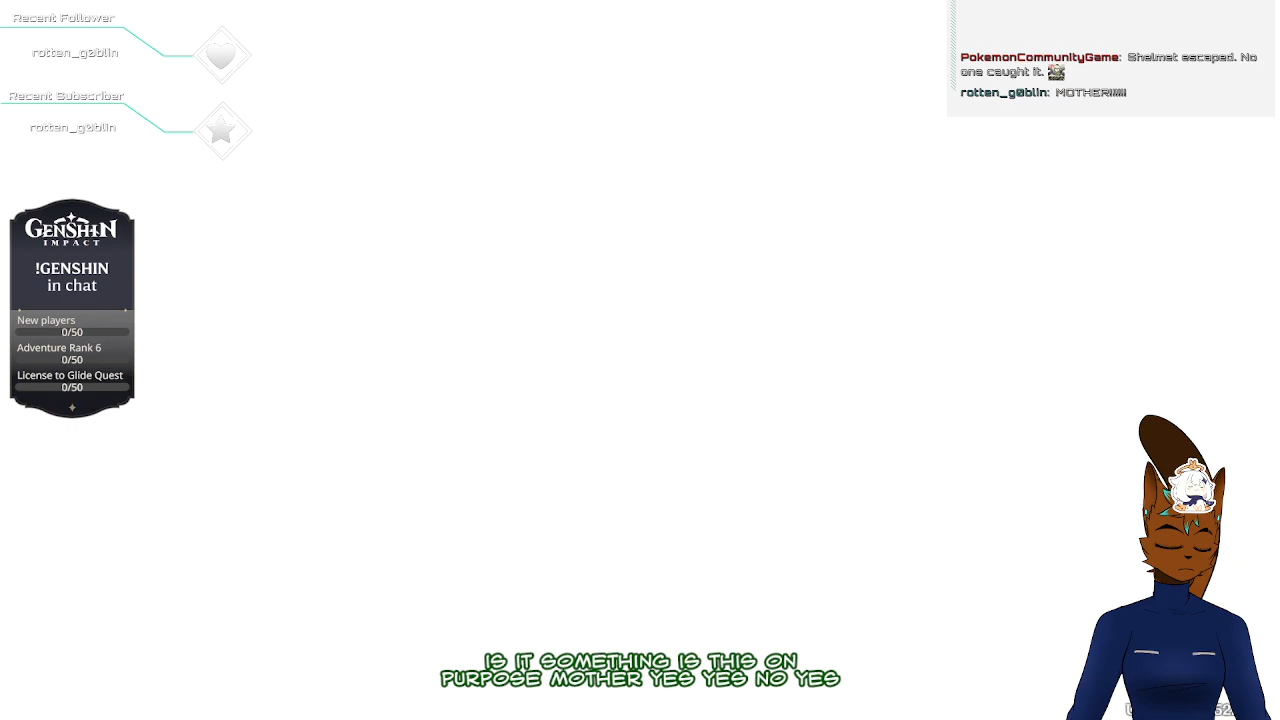 Recent Follower
rotten_g0blin
Recent Subscriber
rotten_g0blin
PokemonCommunityGame: Shelmet escaped. No
one caught it.
rotten_g0blin: MOTHER!!!!!!
GENSHIN
IMPACT
!GENSHIN
in chat
New players
0/50
Adventure Rank 6
0/50
License to Glide Quest
0/50
IS IT SOMETHING IS THIS ON
PURPOSE MOTHER YES YES NO YES